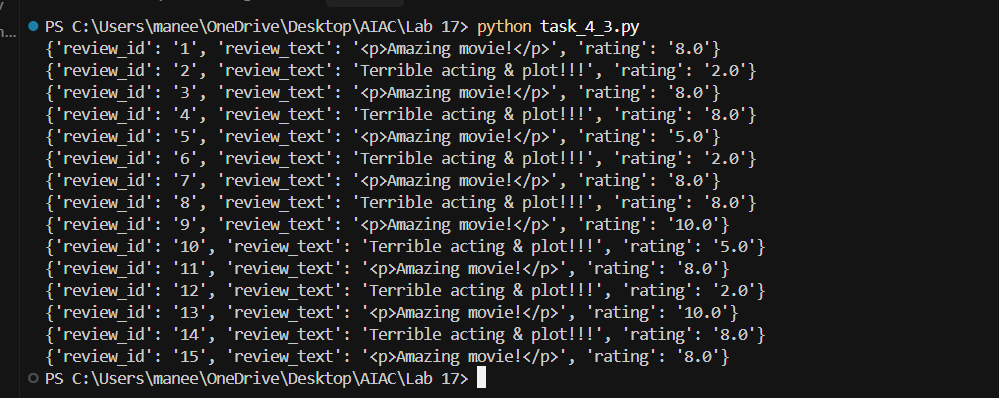 PS C:\Users\manee\OneDrive\Desktop\AIAC\Lab 17> python task_4_3.py
{'review_id': '1', 'review_text': '<p>Amazing movie!</p>', 'rating': '8.0'}
{'review_id': '2', 'review_text': 'Terrible acting & plot!!!', 'rating': '2.0'}
{'review_id': '3', 'review_text': '<p>Amazing movie!</p>', 'rating': '8.0'}
{'review_id': '4', 'review_text': 'Terrible acting & plot!!!', 'rating': '8.0'}
{'review_id': '5', 'review_text': '<p>Amazing movie!</p>', 'rating': '5.0'}
{'review_id': '6', 'review_text': 'Terrible acting & plot!!!', 'rating': '2.0'}
{'review_id': '7', 'review_text': '<p>Amazing movie!</p>', 'rating': '8.0'}
{'review_id': '8', 'review_text': 'Terrible acting & plot!!!', 'rating': '8.0'}
{'review_id': '9', 'review_text': '<p>Amazing movie!</p>', 'rating': '10.0'}
{'review_id': '10', 'review_text': 'Terrible acting & plot!!!', 'rating': '5.0'}
{'review_id': '11', 'review_text': '<p>Amazing movie!</p>', 'rating': '8.0'}
{'review_id': '12', 'review_text': 'Terrible acting & plot!!!', 'rating': '2.0'}
{'review_id': '13', 'review_text': '<p>Amazing movie!</p>', 'rating': '10.0'}
{'review_id': '14', 'review_text': 'Terrible acting & plot!!!', 'rating': '8.0'}
{'review_id': '15', 'review_text': '<p>Amazing movie!</p>', 'rating': '8.0'}
PS C:\Users\manee\OneDrive\Desktop\AIAC\Lab 17>